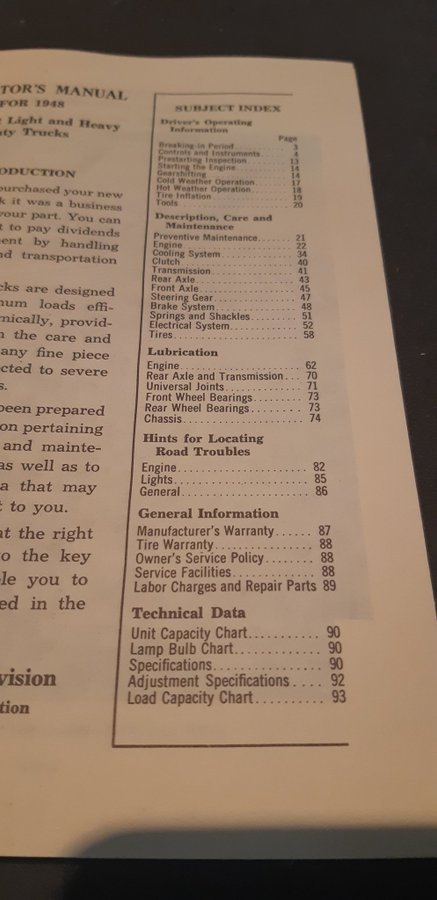 TOR'S MANUAL
FOR 1948
Light and Heavy
ty Trucks
ODUCTION
purchased your new
k it was a business
your part. You can
t to pay dividends
ent by handling
nd transportation
cks are designed
num loads effi-
mically, provid-
n the care and
any fine piece
cted to severe
s.
been prepared
on pertaining
and mainte-
as well as to
a that may
t to you.
at the right
o the key
le you to
ed in the
vision
tion
SUBJECT INDEX
Driver's Operating
Information
Page
Breaking-in Period........ 3
Controls and Instruments..... 4
Prestarting Inspection....... 13
Starting the Engine........ 14
Gearshifting........ 14
Cold Weather Operation...... 17
Hot Weather Operation....... 18
Tire Inflation........ 19
Tools........ 20
Description, Care and
Maintenance
Preventive Maintenance....... 21
Engine........ 22
Cooling System........ 34
Clutch........ 40
Transmission........ 41
Rear Axle........ 43
Front Axle........ 45
Steering Gear........ 47
Brake System........ 48
Springs and Shackles........ 51
Electrical System........ 52
Tires........ 58
Lubrication
Engine........ 62
Rear Axle and Transmission... 70
Universal Joints........ 71
Front Wheel Bearings........ 73
Rear Wheel Bearings........ 73
Chassis........ 74
Hints for Locating
Road Troubles
Engine........ 82
Lights........ 85
General........ 86
General Information
Manufacturer's Warranty...... 87
Tire Warranty........ 88
Owner's Service Policy........ 88
Service Facilities........ 88
Labor Charges and Repair Parts 89
Technical Data
Unit Capacity Chart........ 90
Lamp Bulb Chart........ 90
Specifications........ 90
Adjustment Specifications.... 92
Load Capacity Chart........ 93